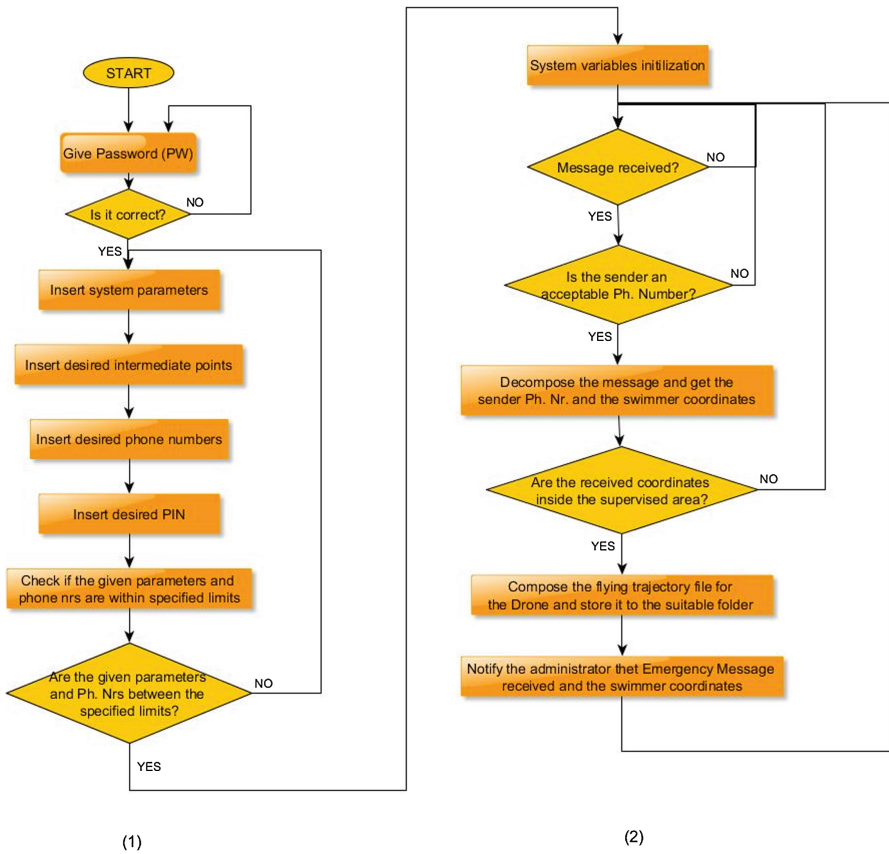 START
Give Password (PW)
Is it correct?
NO
YES
Insert system parameters
Insert desired intermediate points
Insert desired phone numbers
Insert desired PIN
Check if the given parameters and
phone nrs are within specified limits
Are the given parameters
and Ph. Nrs between the
specified limits?
NO
YES
(1)
System variables initilization
Message received?
NO
YES
Is the sender an
acceptable Ph. Number?
NO
YES
Decompose the message and get the
sender Ph. Nr. and the swimmer coordinates
Are the received coordinates
inside the supervised area?
NO
YES
Compose the flying trajectory file for
the Drone and store it to the suitable folder
Notify the administrator thet Emergency Message
received and the swimmer coordinates
(2)